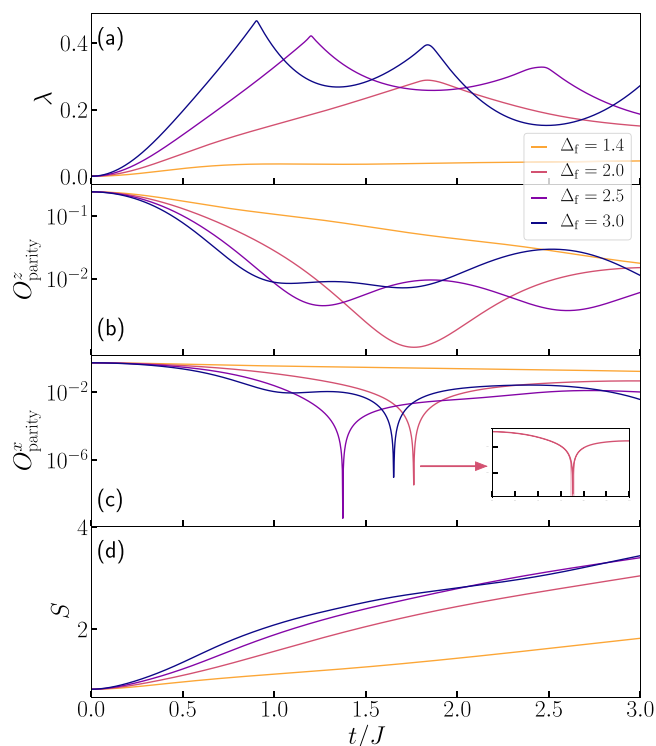 (a)
0.4
0.2
0.0
λ
Δf = 1.4
Δf = 2.0
Δf = 2.5
Δf = 3.0
(b)
10⁻¹
10⁻²
O^z_parity
(c)
10⁻²
10⁻⁶
O^x_parity
(d)
4
2
S
0.0 0.5 1.0 1.5 2.0 2.5 3.0
t/J